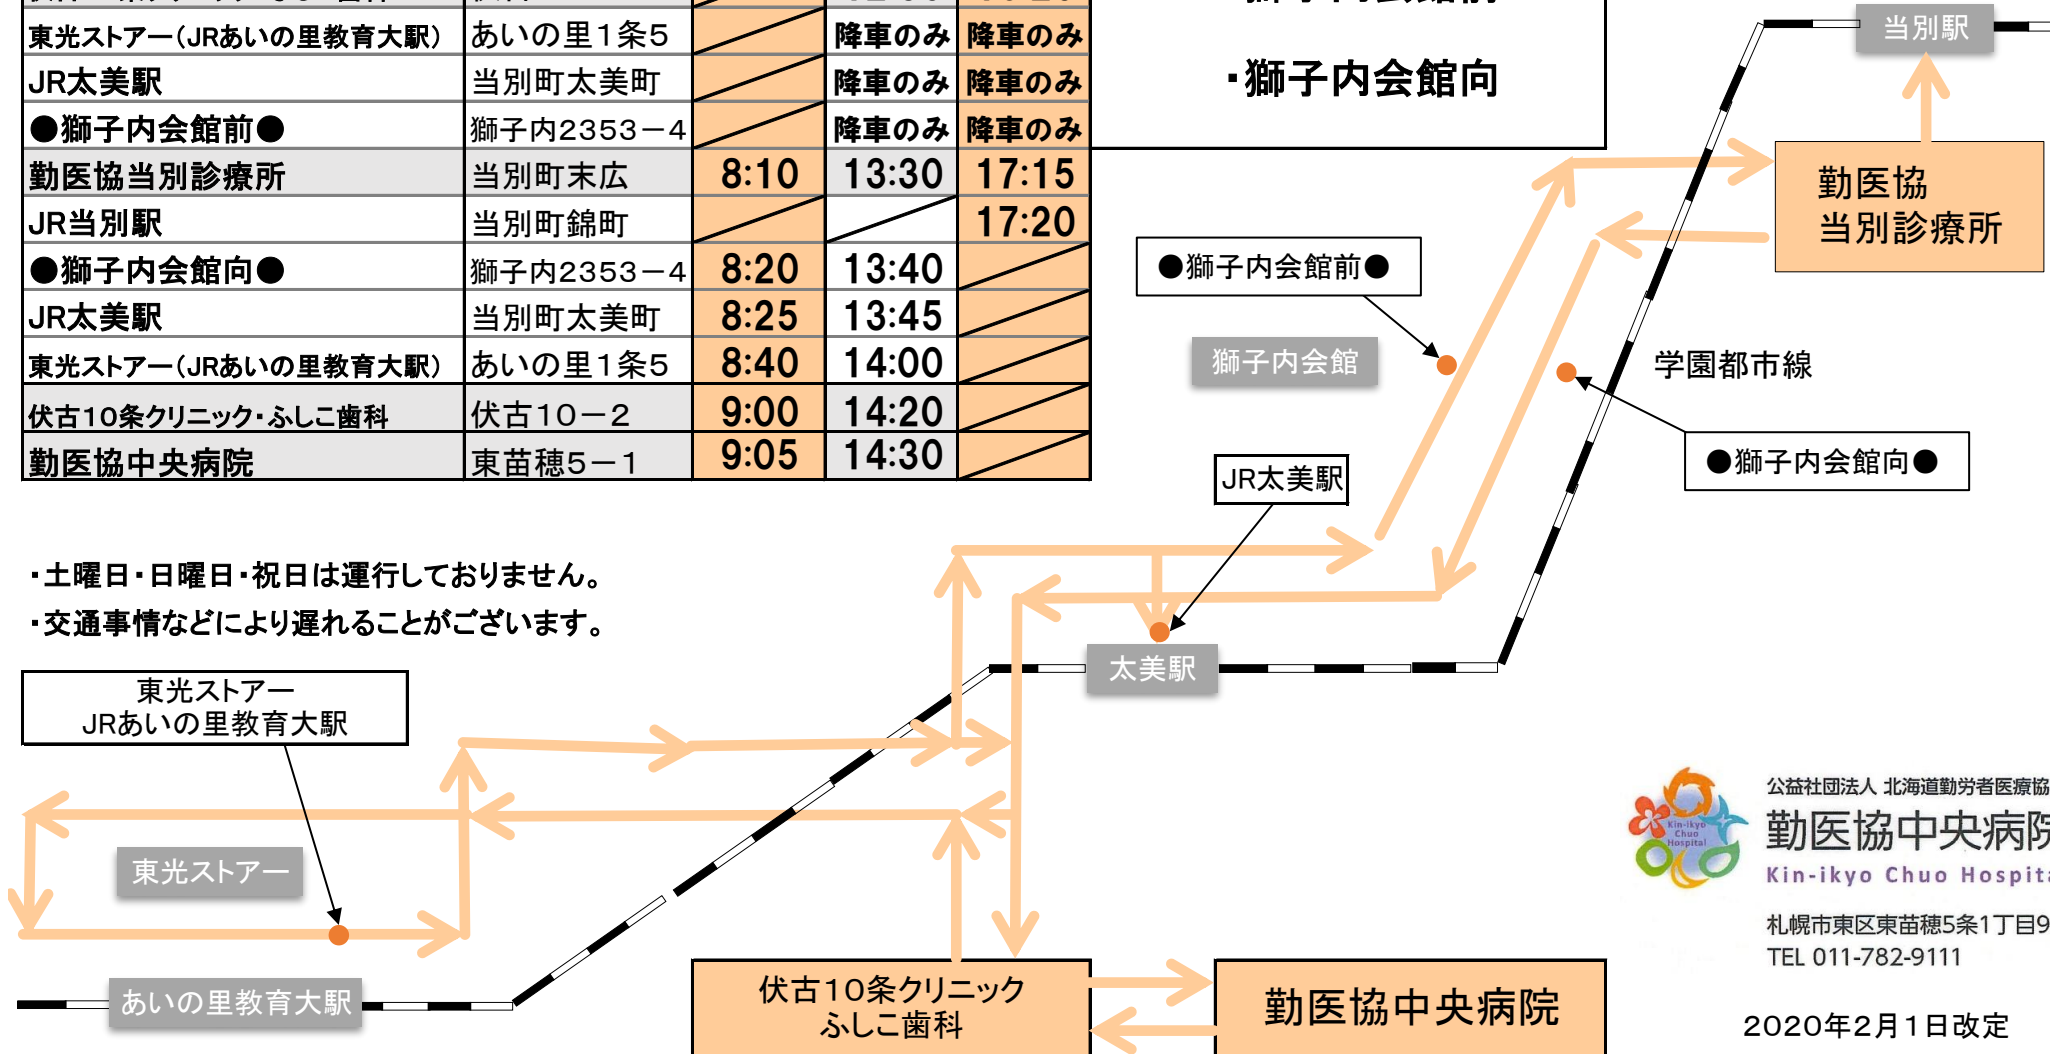 東光ストアー(JRあいの里教育大駅) あいの里1条5 降車のみ 降車のみ
JR太美駅 当別町太美町 降車のみ 降車のみ
●獅子内会館前● 獅子内2353-4 降車のみ 降車のみ
勤医協当別診療所 当別町末広 8:10 13:30 17:15
JR当別駅 当別町錦町 17:20
●獅子内会館向● 獅子内2353-4 8:20 13:40
JR太美駅 当別町太美町 8:25 13:45
東光ストアー(JRあいの里教育大駅) あいの里1条5 8:40 14:00
伏古10条クリニック・ふしこ歯科 伏古10-2 9:00 14:20
勤医協中央病院 東苗穂5-1 9:05 14:30
・獅子内会館向
当別駅
勤医協
当別診療所
●獅子内会館前●
獅子内会館
学園都市線
●獅子内会館向●
JR太美駅
・土曜日・日曜日・祝日は運行しておりません。
・交通事情などにより遅れることがございます。
太美駅
東光ストアー
JRあいの里教育大駅
東光ストアー
あいの里教育大駅
伏古10条クリニック
ふしこ歯科
勤医協中央病院
Kin-ikyo
Chuo
Hospital
公益社団法人 北海道勤労者医療協
勤医協中央病院
Kin-ikyo Chuo Hospita
札幌市東区東苗穂5条1丁目9
TEL 011-782-9111
2020年2月1日改定